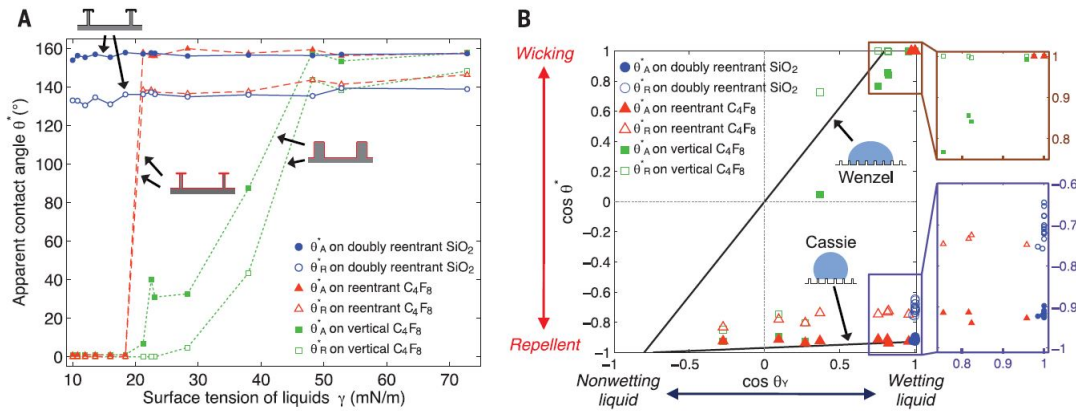 A
Apparent contact angle θ* (°)
160
140
120
100
80
60
40
20
0
10 20 30 40 50 60 70
Surface tension of liquids γ (mN/m)
θ*A on doubly reentrant SiO2
θ*R on doubly reentrant SiO2
θ*A on reentrant C4F8
θ*R on reentrant C4F8
θ*A on vertical C4F8
θ*R on vertical C4F8
B
Wicking
Repellent
cos θ*
1
0.8
0.6
0.4
0.2
0
−0.2
−0.4
−0.6
−0.8
−1
−1 −0.5 0 0.5 1
Nonwetting
liquid
cos θY
Wetting
liquid
θ*A on doubly reentrant SiO2
θ*R on doubly reentrant SiO2
θ*A on reentrant C4F8
θ*R on reentrant C4F8
θ*A on vertical C4F8
θ*R on vertical C4F8
Wenzel
Cassie
1
0.9
0.8
0.8 0.9 1
−0.6
−0.7
−0.8
−0.9
−1
0.8 0.9 1